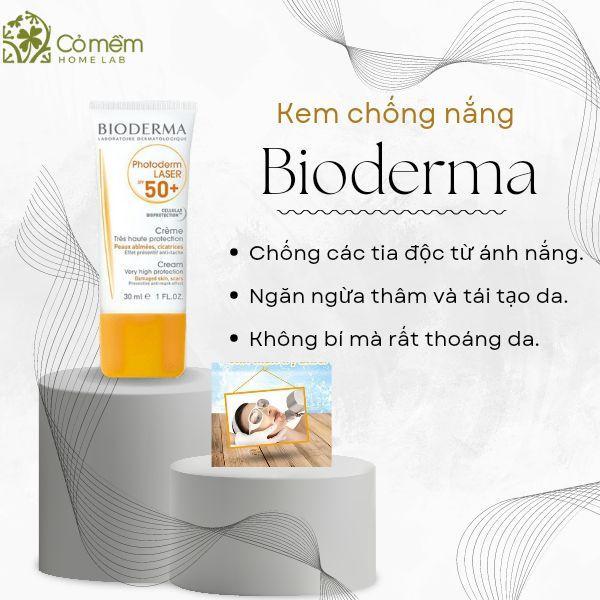 Cỏ mềm
HOME LAB
Kem chống nắng
Bioderma
Chống các tia độc từ ánh nắng.
Ngăn ngừa thâm và tái tạo da.
Không bí mà rất thoáng da.
BIODERMA
LABORATOIRE DERMATOLOGIQUE
Photoderm
LASER
SPF 50+
CELLULAR
BIOPROTECTION™
Crème
Très haute protection
Peaux abîmées, cicatrices
Effet préventif anti-tache
Cream
Very high protection
Damaged skin, scars
Preventive anti-mark effect
30 ml e 1 FL.OZ.